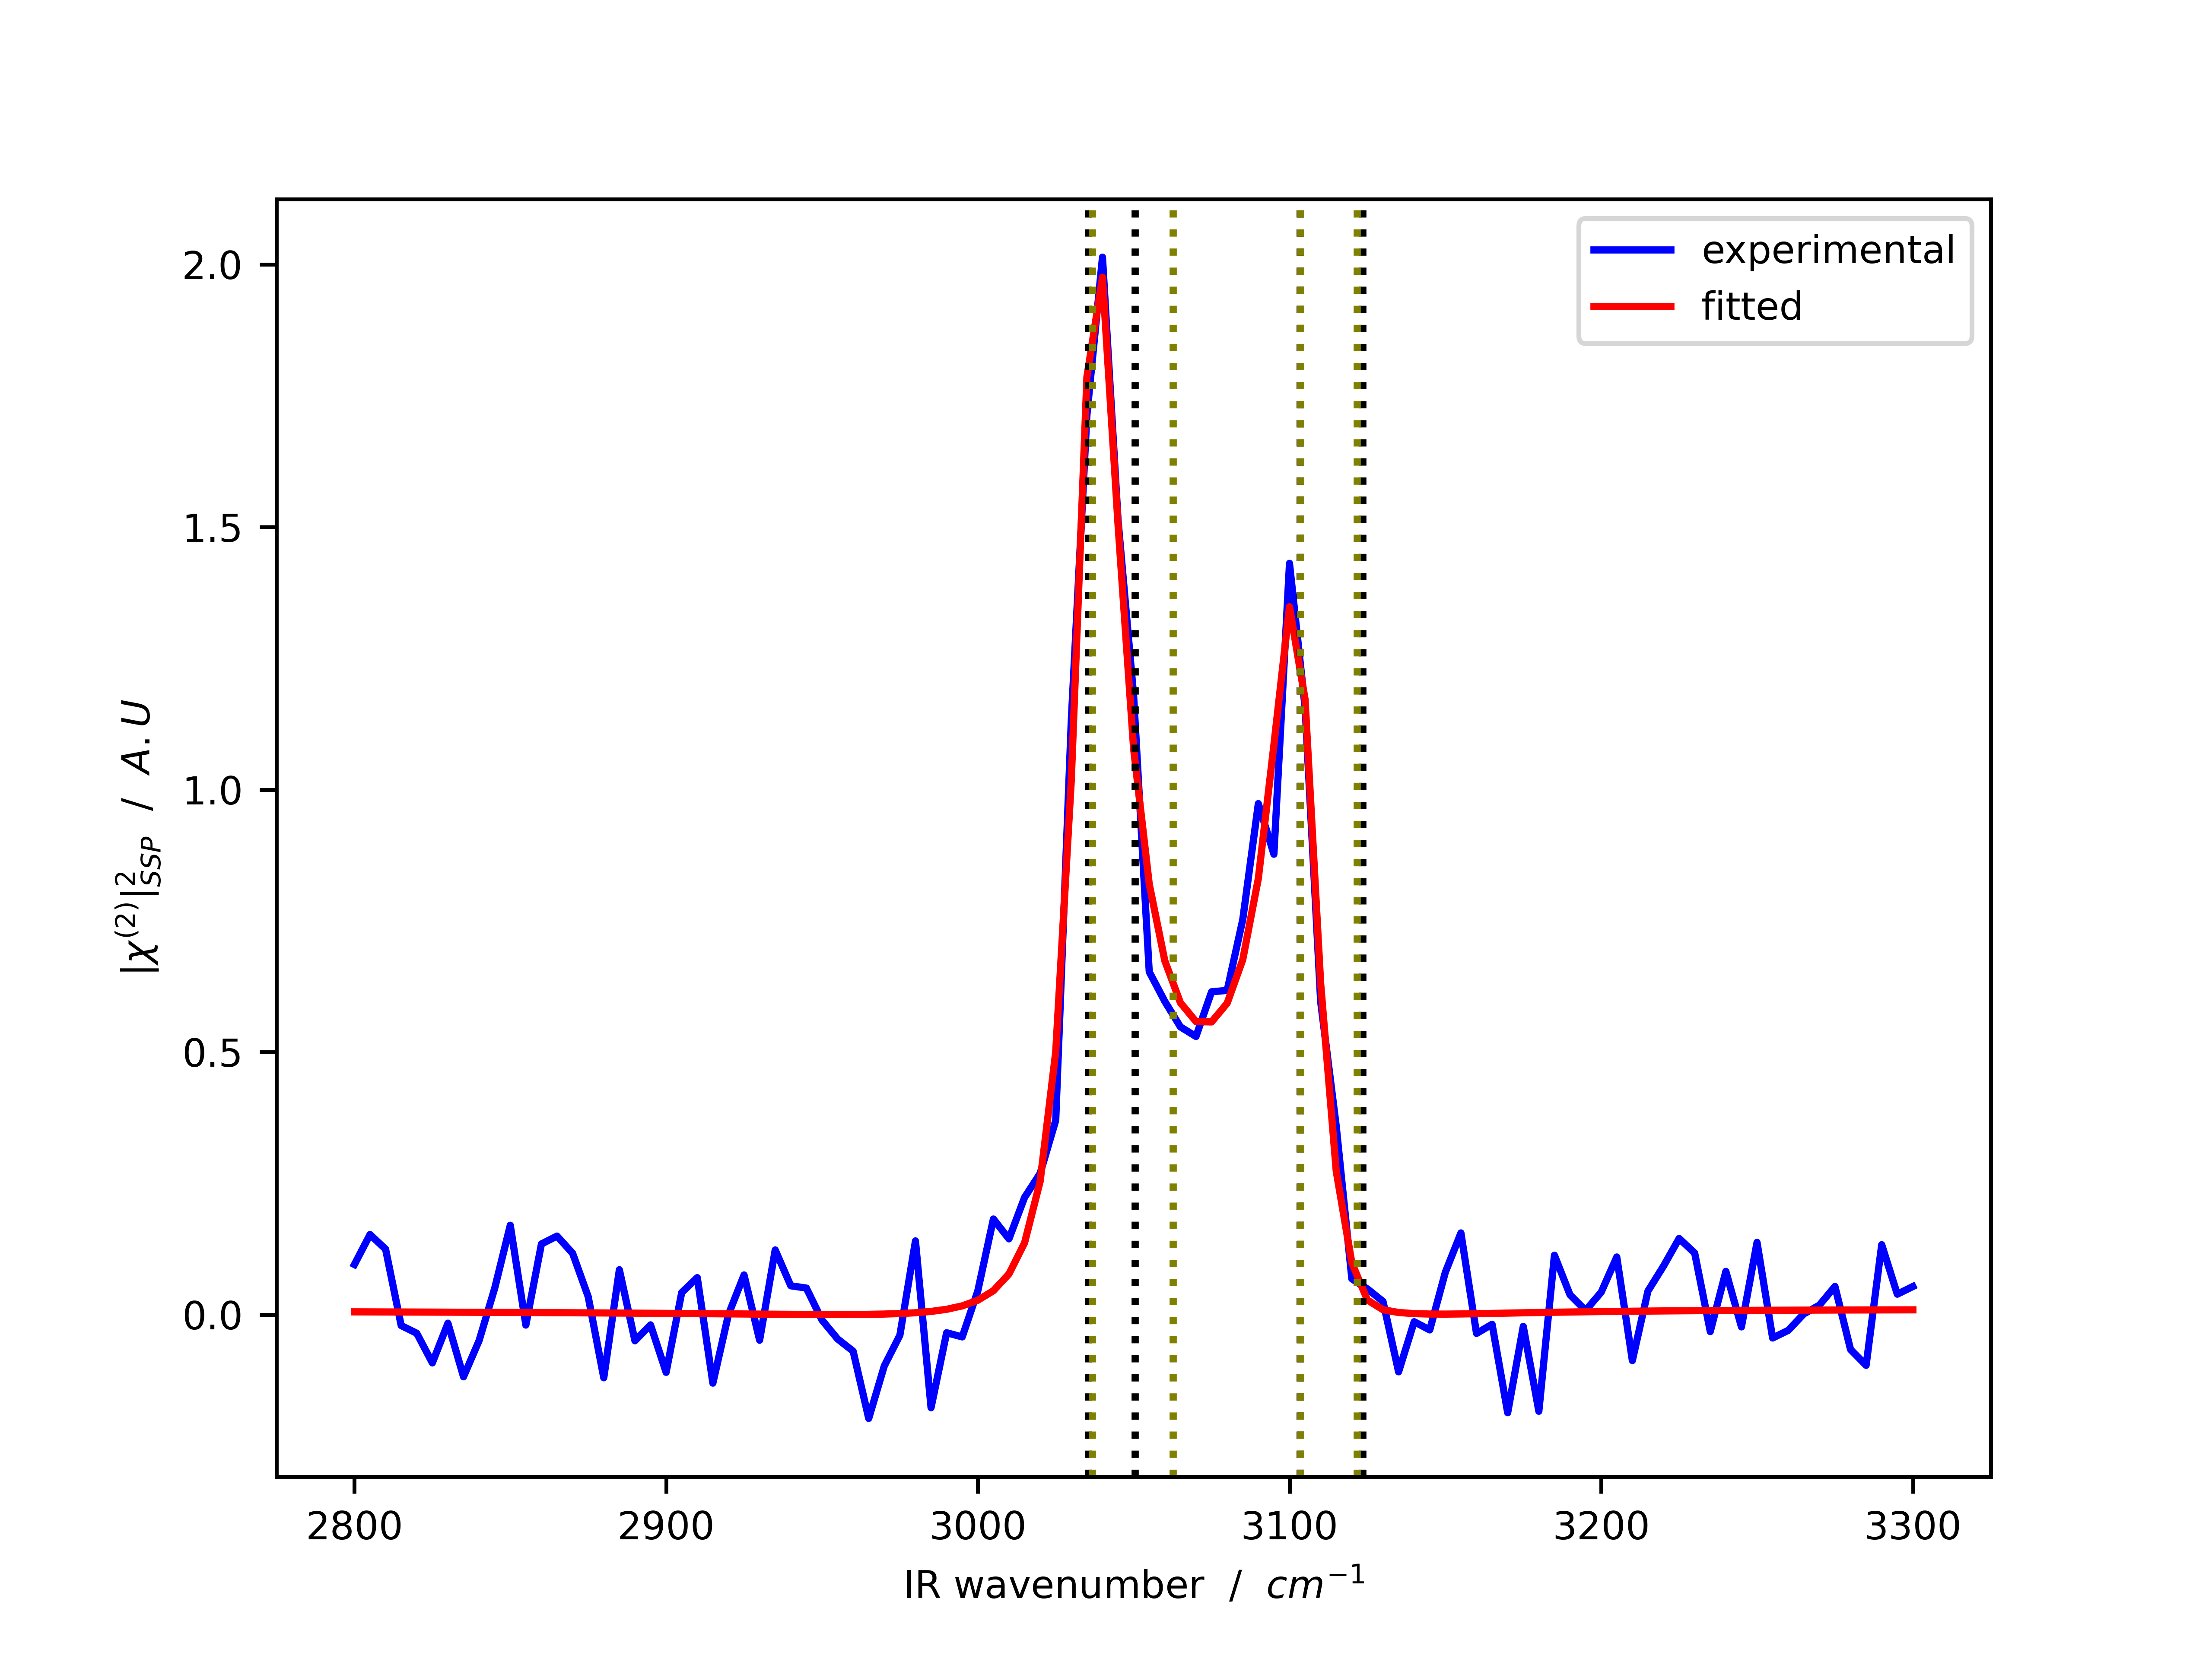 experimental
fitted
2.0
1.5
1.0
0.5
0.0
|χ⁽²⁾|²SSP / A.U
2800 2900 3000 3100 3200 3300
IR wavenumber / cm⁻¹